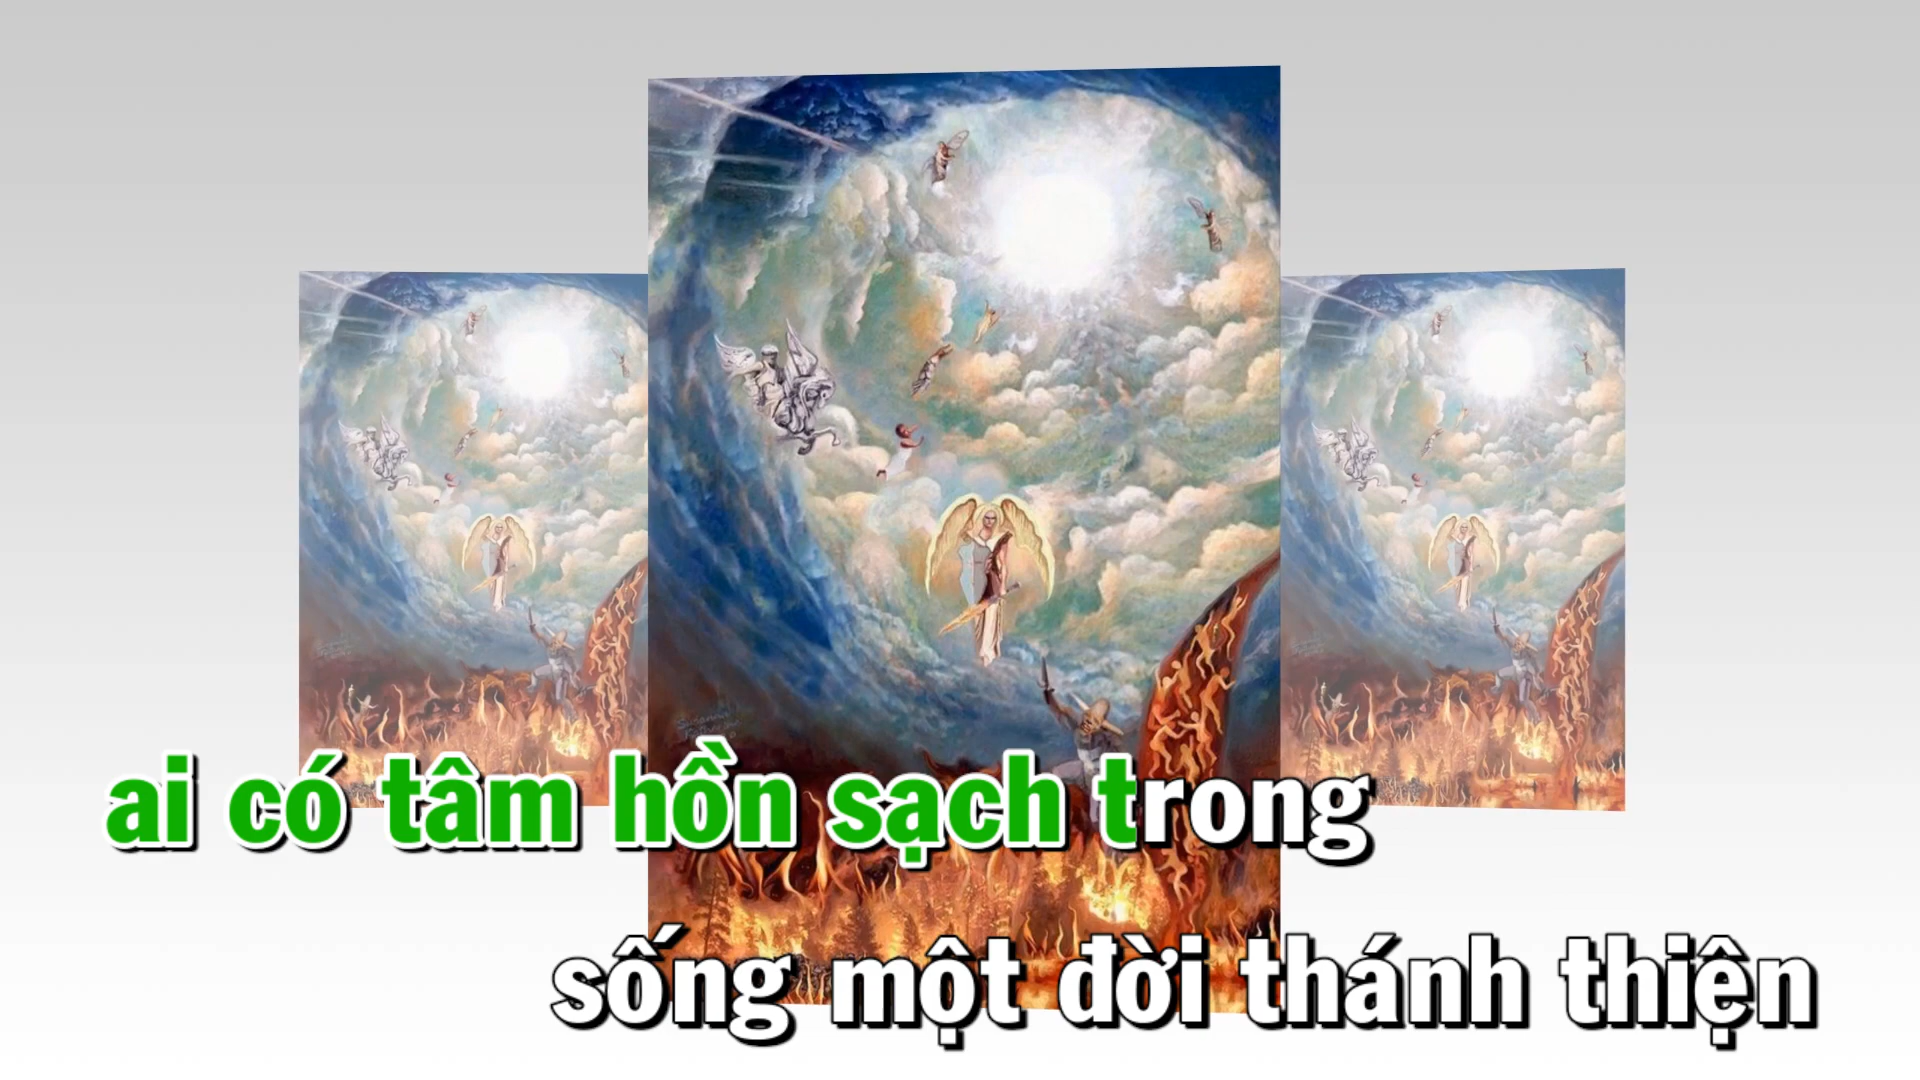 ai có tâm hồn sạch trong
sống một đời thánh thiện